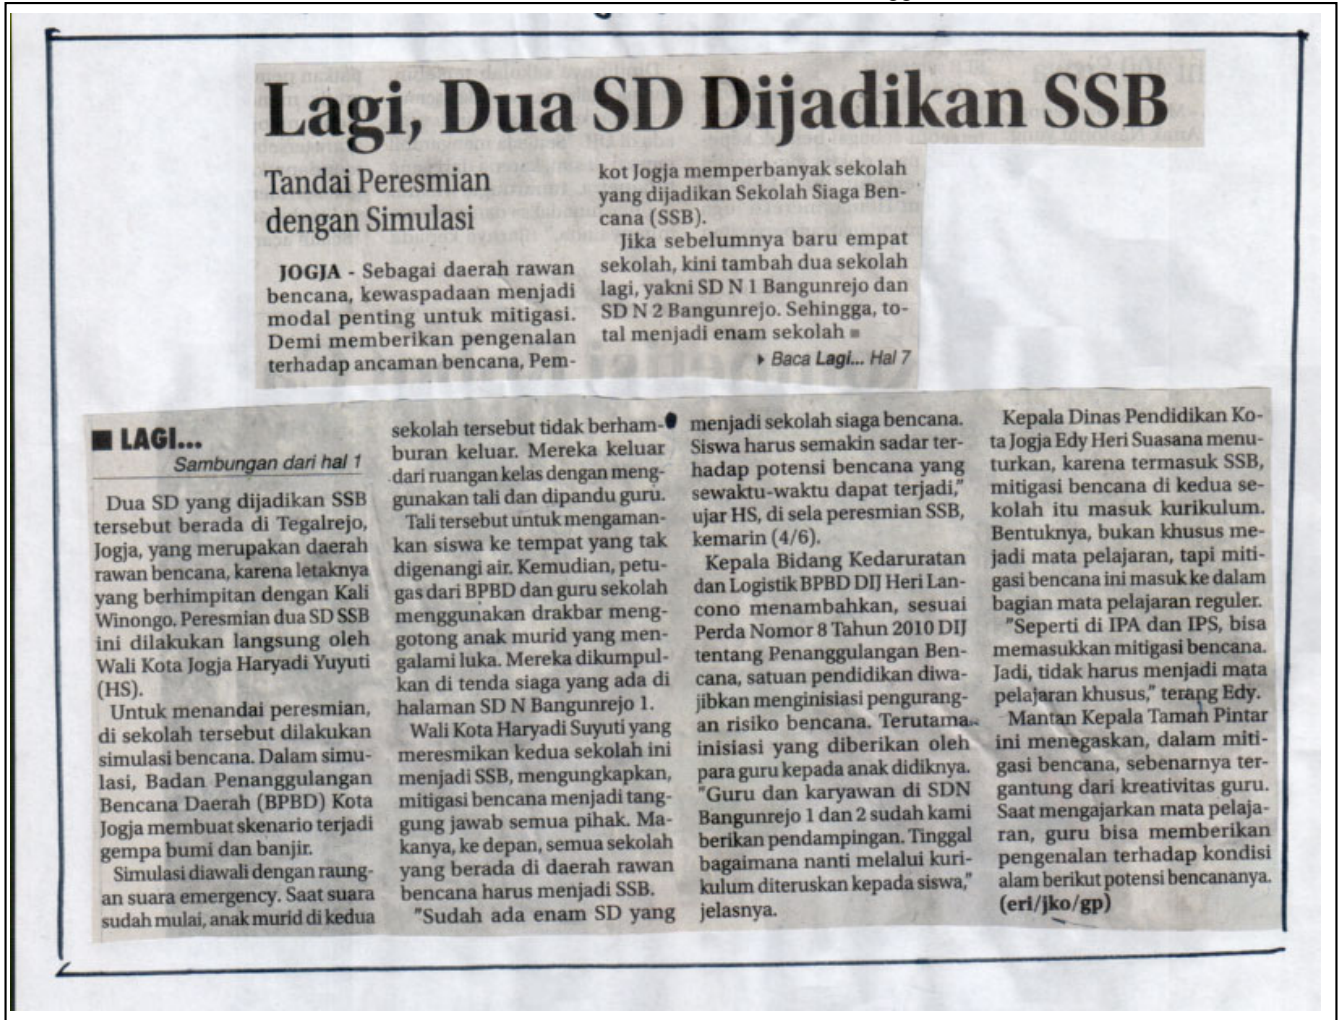 Lagi, Dua SD Dijadikan SSB
Tandai Peresmian
dengan Simulasi
JOGJA - Sebagai daerah rawan
bencana, kewaspadaan menjadi
modal penting untuk mitigasi.
Demi memberikan pengenalan
terhadap ancaman bencana, Pem-
kot Jogja memperbanyak sekolah
yang dijadikan Sekolah Siaga Ben-
cana (SSB).
Jika sebelumnya baru empat
sekolah, kini tambah dua sekolah
lagi, yakni SD N 1 Bangunrejo dan
SD N 2 Bangunrejo. Sehingga, to-
tal menjadi enam sekolah ■
▶ Baca Lagi... Hal 7
■ LAGI...
Sambungan dari hal 1
Dua SD yang dijadikan SSB
tersebut berada di Tegalrejo,
Jogja, yang merupakan daerah
rawan bencana, karena letaknya
yang berhimpitan dengan Kali
Winongo. Peresmian dua SD SSB
ini dilakukan langsung oleh
Wali Kota Jogja Haryadi Yuyuti
(HS).
Untuk menandai peresmian,
di sekolah tersebut dilakukan
simulasi bencana. Dalam simu-
lasi, Badan Penanggulangan
Bencana Daerah (BPBD) Kota
Jogja membuat skenario terjadi
gempa bumi dan banjir.
Simulasi diawali dengan raung-
an suara emergency. Saat suara
sudah mulai, anak murid di kedua
sekolah tersebut tidak berham-
buran keluar. Mereka keluar
dari ruangan kelas dengan meng-
gunakan tali dan dipandu guru.
Tali tersebut untuk mengaman-
kan siswa ke tempat yang tak
digenangi air. Kemudian, petu-
gas dari BPBD dan guru sekolah
menggunakan drakbar meng-
gotong anak murid yang men-
galami luka. Mereka dikumpul-
kan di tenda siaga yang ada di
halaman SD N Bangunrejo 1.
Wali Kota Haryadi Suyuti yang
meresmikan kedua sekolah ini
menjadi SSB, mengungkapkan,
mitigasi bencana menjadi tang-
gung jawab semua pihak. Ma-
kanya, ke depan, semua sekolah
yang berada di daerah rawan
bencana harus menjadi SSB.
"Sudah ada enam SD yang
menjadi sekolah siaga bencana.
Siswa harus semakin sadar ter-
hadap potensi bencana yang
sewaktu-waktu dapat terjadi,"
ujar HS, di sela peresmian SSB,
kemarin (4/6).
Kepala Bidang Kedaruratan
dan Logistik BPBD DIJ Heri Lan-
cono menambahkan, sesuai
Perda Nomor 8 Tahun 2010 DIJ
tentang Penanggulangan Ben-
cana, satuan pendidikan diwa-
jibkan menginisiasi pengurang-
an risiko bencana. Terutama
inisiasi yang diberikan oleh
para guru kepada anak didiknya.
"Guru dan karyawan di SDN
Bangunrejo 1 dan 2 sudah kami
berikan pendampingan. Tinggal
bagaimana nanti melalui kuri-
kulum diteruskan kepada siswa,"
jelasnya.
Kepala Dinas Pendidikan Ko-
ta Jogja Edy Heri Suasana menu-
turkan, karena termasuk SSB,
mitigasi bencana di kedua se-
kolah itu masuk kurikulum.
Bentuknya, bukan khusus me-
jadi mata pelajaran, tapi miti-
gasi bencana ini masuk ke dalam
bagian mata pelajaran reguler.
"Seperti di IPA dan IPS, bisa
memasukkan mitigasi bencana.
Jadi, tidak harus menjadi mata
pelajaran khusus," terang Edy.
Mantan Kepala Tamah Pintar
ini menegaskan, dalam miti-
gasi bencana, sebenarnya ter-
gantung dari kreativitas guru.
Saat mengajarkan mata pelaja-
ran, guru bisa memberikan
pengenalan terhadap kondisi
alam berikut potensi bencananya.
(eri/jko/gp)